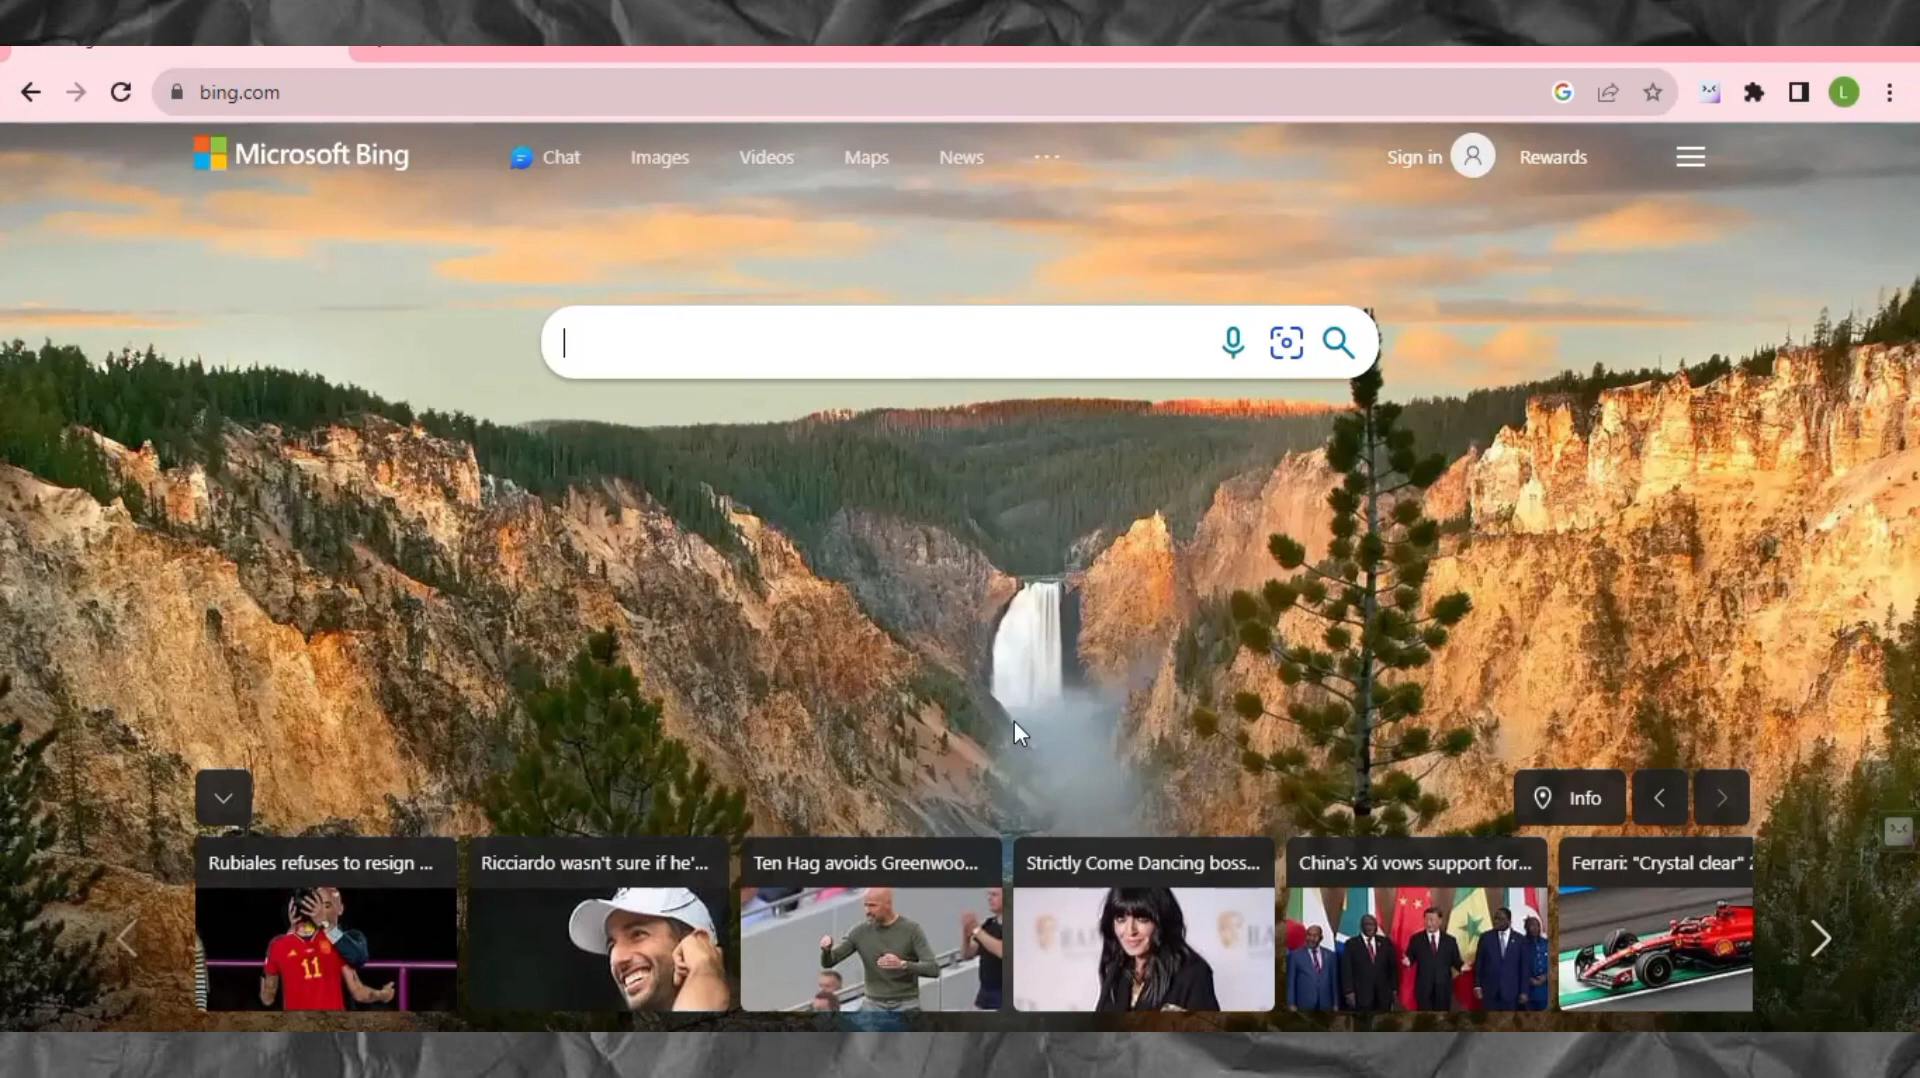 bing.com
L
Microsoft Bing
Chat
Images
Videos
Maps
News
Sign in
Rewards
Info
Rubiales refuses to resign ...
Ricciardo wasn't sure if he'...
Ten Hag avoids Greenwoo...
Strictly Come Dancing boss...
China's Xi vows support for...
Ferrari: "Crystal clear"
11